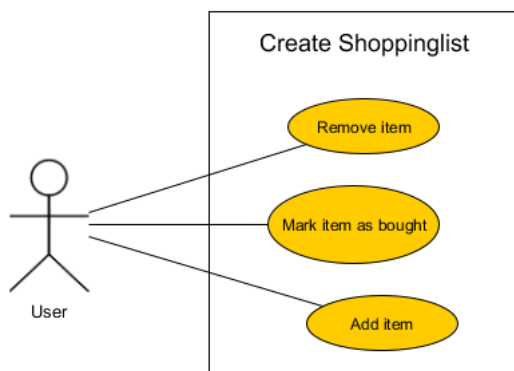 Create Shoppinglist
Remove item
Mark item as bought
Add item
User